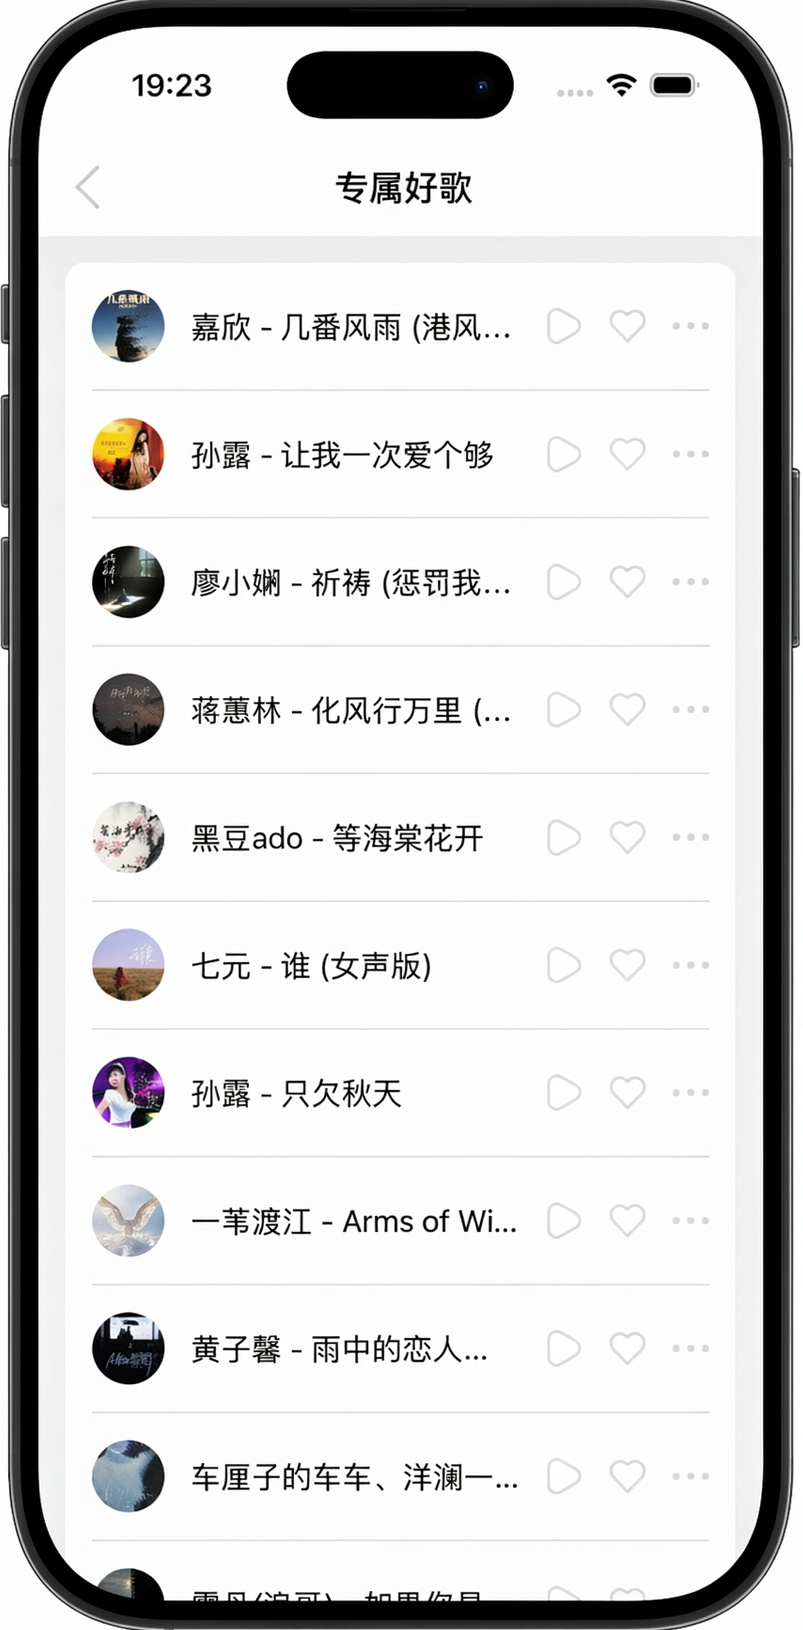 19:23
专属好歌
嘉欣 - 几番风雨 (港风...
孙露 - 让我一次爱个够
廖小娴 - 祈祷 (惩罚我...
蒋蕙林 - 化风行万里 (...
黑豆ado - 等海棠花开
七元 - 谁 (女声版)
孙露 - 只欠秋天
一苇渡江 - Arms of Wi...
黄子馨 - 雨中的恋人...
车厘子的车车、洋澜一...